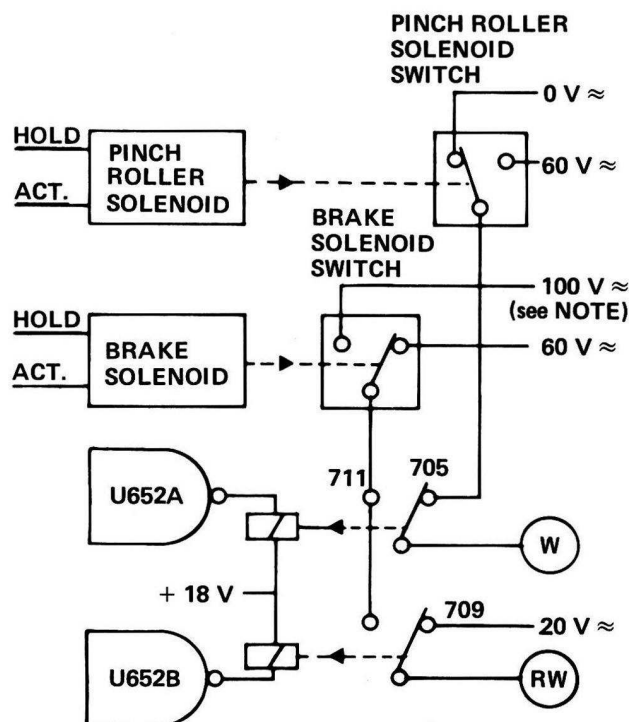 PINCH ROLLER
SOLENOID
SWITCH
0 V ≈
HOLD
ACT.
PINCH
ROLLER
SOLENOID
60 V ≈
BRAKE
SOLENOID
SWITCH
100 V ≈
(see NOTE)
HOLD
ACT.
BRAKE
SOLENOID
60 V ≈
U652A
711
705
W
+ 18 V
709
20 V ≈
U652B
RW